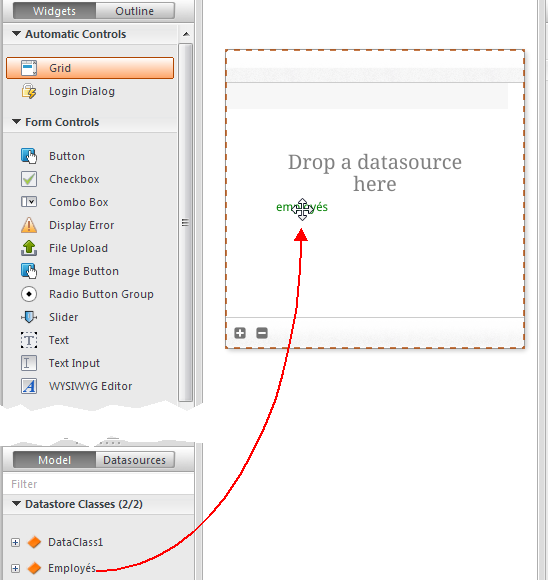 Widgets
Outline
Automatic Controls
Grid
Login Dialog
Form Controls
Button
Checkbox
Combo Box
Display Error
File Upload
Image Button
Radio Button Group
Slider
Text
Text Input
WYSIWYG Editor
Drop a datasource
here
employés
Model
Datasources
Filter
Datastore Classes (2/2)
DataClass1
Employés